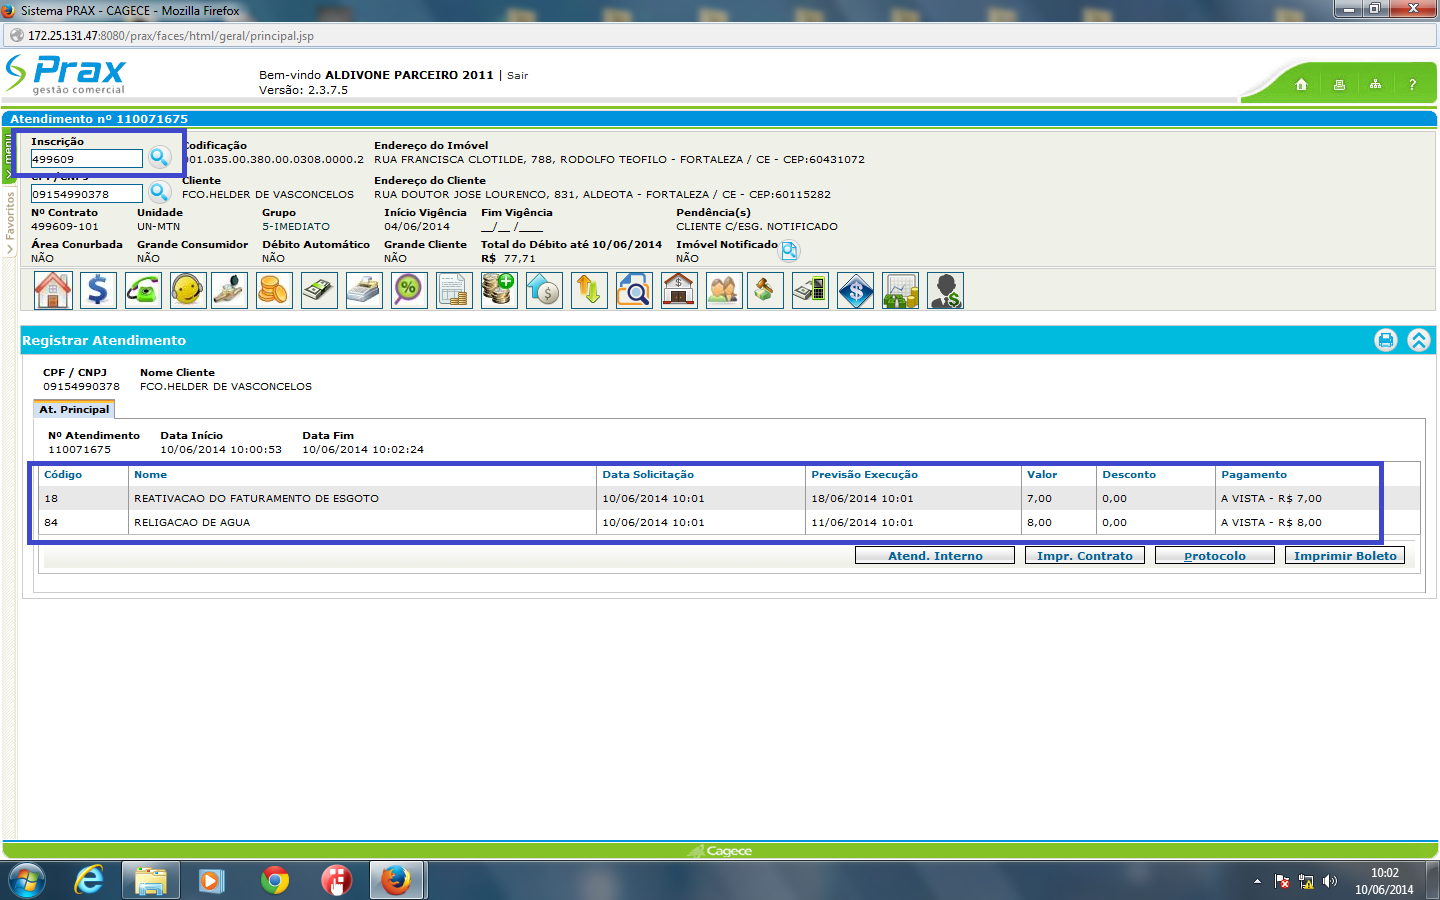 Sistema PRAX - CAGECE - Mozilla Firefox
172.25.131.47:8080/prax/faces/html/geral/principal.jsp
Prax
gestão comercial
Bem-vindo ALDIVONE PARCEIRO 2011 | Sair
Versão: 2.3.7.5
?
Atendimento nº 110071675
menu
Favoritos
Inscrição Codificação Endereço do Imóvel
499609 001.035.00.380.00.0308.0000.2 RUA FRANCISCA CLOTILDE, 788, RODOLFO TEOFILO - FORTALEZA / CE - CEP:60431072
CPF/CNPJ Cliente Endereço do Cliente
09154990378 FCO.HELDER DE VASCONCELOS RUA DOUTOR JOSE LOURENCO, 831, ALDEOTA - FORTALEZA / CE - CEP:60115282
Nº Contrato Unidade Grupo Início Vigência Fim Vigência Pendência(s)
499609-101 UN-MTN 5-IMEDIATO 04/06/2014 __/__ /____ CLIENTE C/ESG. NOTIFICADO
Área Conurbada Grande Consumidor Débito Automático Grande Cliente Total do Débito até 10/06/2014 Imóvel Notificado
NÃO NÃO NÃO NÃO R$ 77,71 NÃO
Registrar Atendimento
CPF / CNPJ Nome Cliente
09154990378 FCO.HELDER DE VASCONCELOS
At. Principal
Nº Atendimento Data Início Data Fim
110071675 10/06/2014 10:00:53 10/06/2014 10:02:24
Código Nome Data Solicitação Previsão Execução Valor Desconto Pagamento
18 REATIVACAO DO FATURAMENTO DE ESGOTO 10/06/2014 10:01 18/06/2014 10:01 7,00 0,00 A VISTA - R$ 7,00
84 RELIGACAO DE AGUA 10/06/2014 10:01 11/06/2014 10:01 8,00 0,00 A VISTA - R$ 8,00
Atend. Interno Impr. Contrato Protocolo Imprimir Boleto
Cagece
10:02
10/06/2014